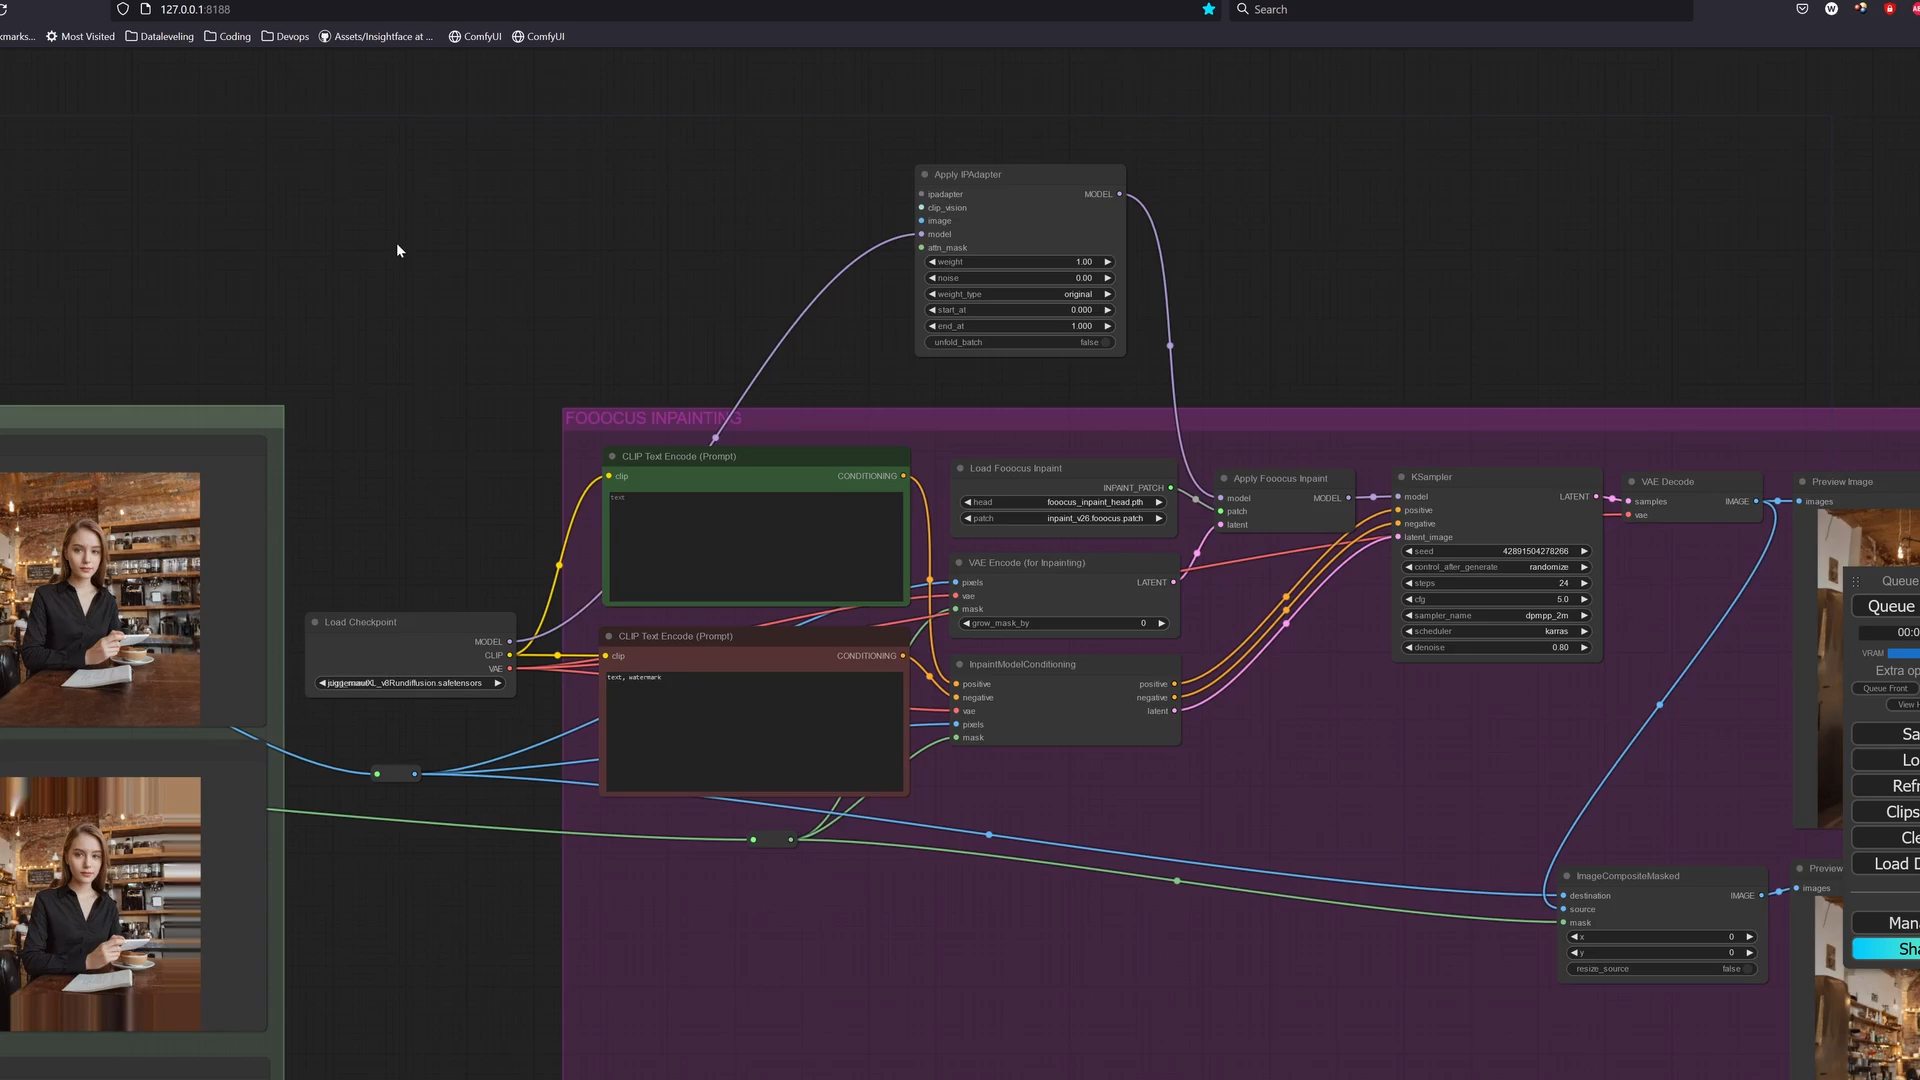 127.0.0.1:8188
Search
kmarks...
Most Visited
Dataleveling
Coding
Devops
Assets/Insightface at ...
ComfyUI
ComfyUI
Apply IPAdapter
ipadapter
MODEL
clip_vision
image
model
attn_mask
weight 1.00
noise 0.00
weight_type original
start_at 0.000
end_at 1.000
unfold_batch false
FOOOCUS INPAINTING
CLIP Text Encode (Prompt)
clip
CONDITIONING
text
Load Fooocus Inpaint
INPAINT_PATCH
head fooocus_inpaint_head.pth
patch inpaint_v26.fooocus.patch
Apply Fooocus Inpaint
model
MODEL
patch
latent
KSampler
model
LATENT
positive
negative
latent_image
seed 42891504278266
control_after_generate randomize
steps 24
cfg 5.0
sampler_name dpmpp_2m
scheduler karras
denoise 0.80
VAE Decode
samples
IMAGE
vae
Preview Image
images
VAE Encode (for Inpainting)
pixels
LATENT
vae
mask
grow_mask_by 0
Load Checkpoint
MODEL
CLIP
VAE
CLIP Text Encode (Prompt)
clip
CONDITIONING
text, watermark
InpaintModelConditioning
positive
positive
negative
negative
vae
latent
pixels
mask
ImageCompositeMasked
destination
IMAGE
source
mask
x 0
y 0
resize_source false
Preview
images
Queue
Queue
00:0
VRAM
Extra op
Queue Front
View H
Sa
Lo
Refr
Clips
Cle
Load D
Mana
Sha